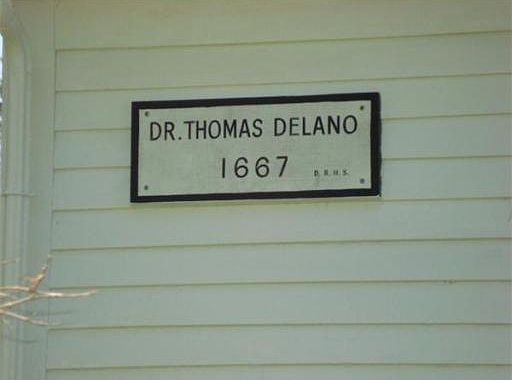 DR. THOMAS DELANO
1667 D. R. H. S.